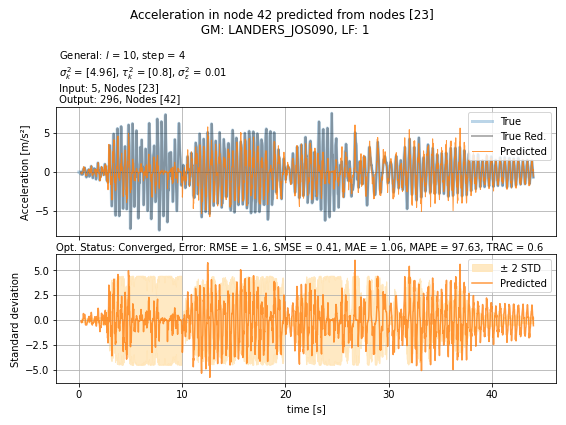 Acceleration in node 42 predicted from nodes [23]
GM: LANDERS_JOS090, LF: 1
General: l = 10, step = 4
σ²ₖ = [4.96], τ²ₖ = [0.8], σ²ε = 0.01
Input: 5, Nodes [23]
Output: 296, Nodes [42]
Acceleration [m/s²]
5
0
−5
True
True Red.
Predicted
Opt. Status: Converged, Error: RMSE = 1.6, SMSE = 0.41, MAE = 1.06, MAPE = 97.63, TRAC = 0.6
Standard deviation
5.0
2.5
0.0
−2.5
−5.0
± 2 STD
Predicted
0 10 20 30 40
time [s]